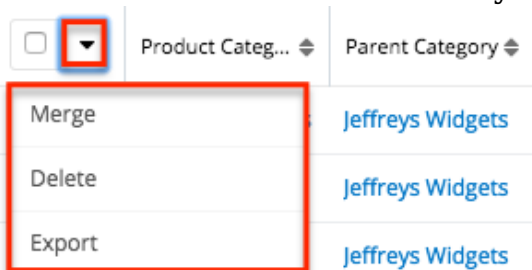 Product Categ... Parent Category
Merge Jeffreys Widgets
Delete Jeffreys Widgets
Export Jeffreys Widgets